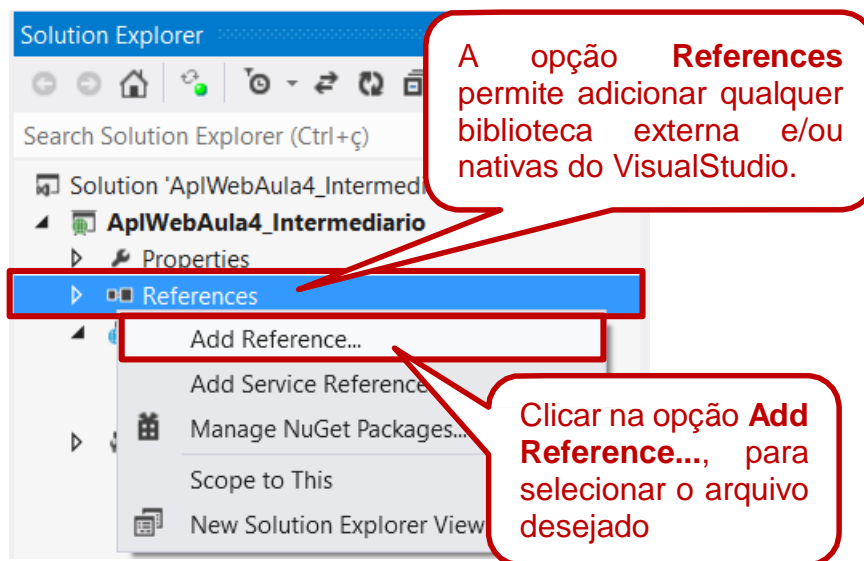 Solution Explorer
A opção References
permite adicionar qualquer
biblioteca externa e/ou
nativas do VisualStudio.
Search Solution Explorer (Ctrl+ç)
Solution 'AplWebAula4_Intermedi
AplWebAula4_Intermediario
Properties
References
Add Reference...
Add Service Reference
Manage NuGet Packages...
Scope to This
New Solution Explorer View
Clicar na opção Add
Reference..., para
selecionar o arquivo
desejado